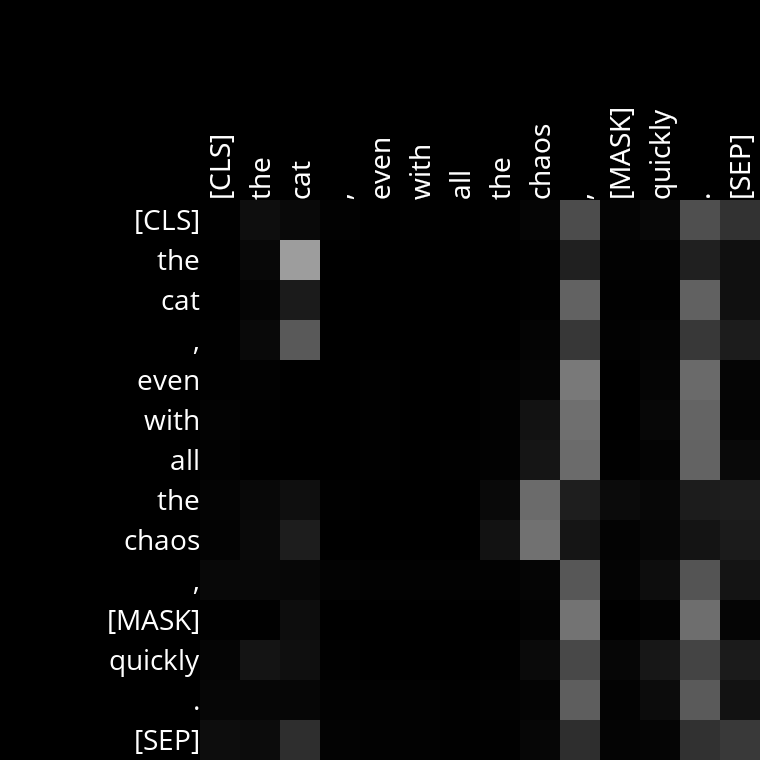 [CLS] the cat , even with all the chaos , [MASK] quickly . [SEP]
[CLS]
the
cat
,
even
with
all
the
chaos
,
[MASK]
quickly
.
[SEP]